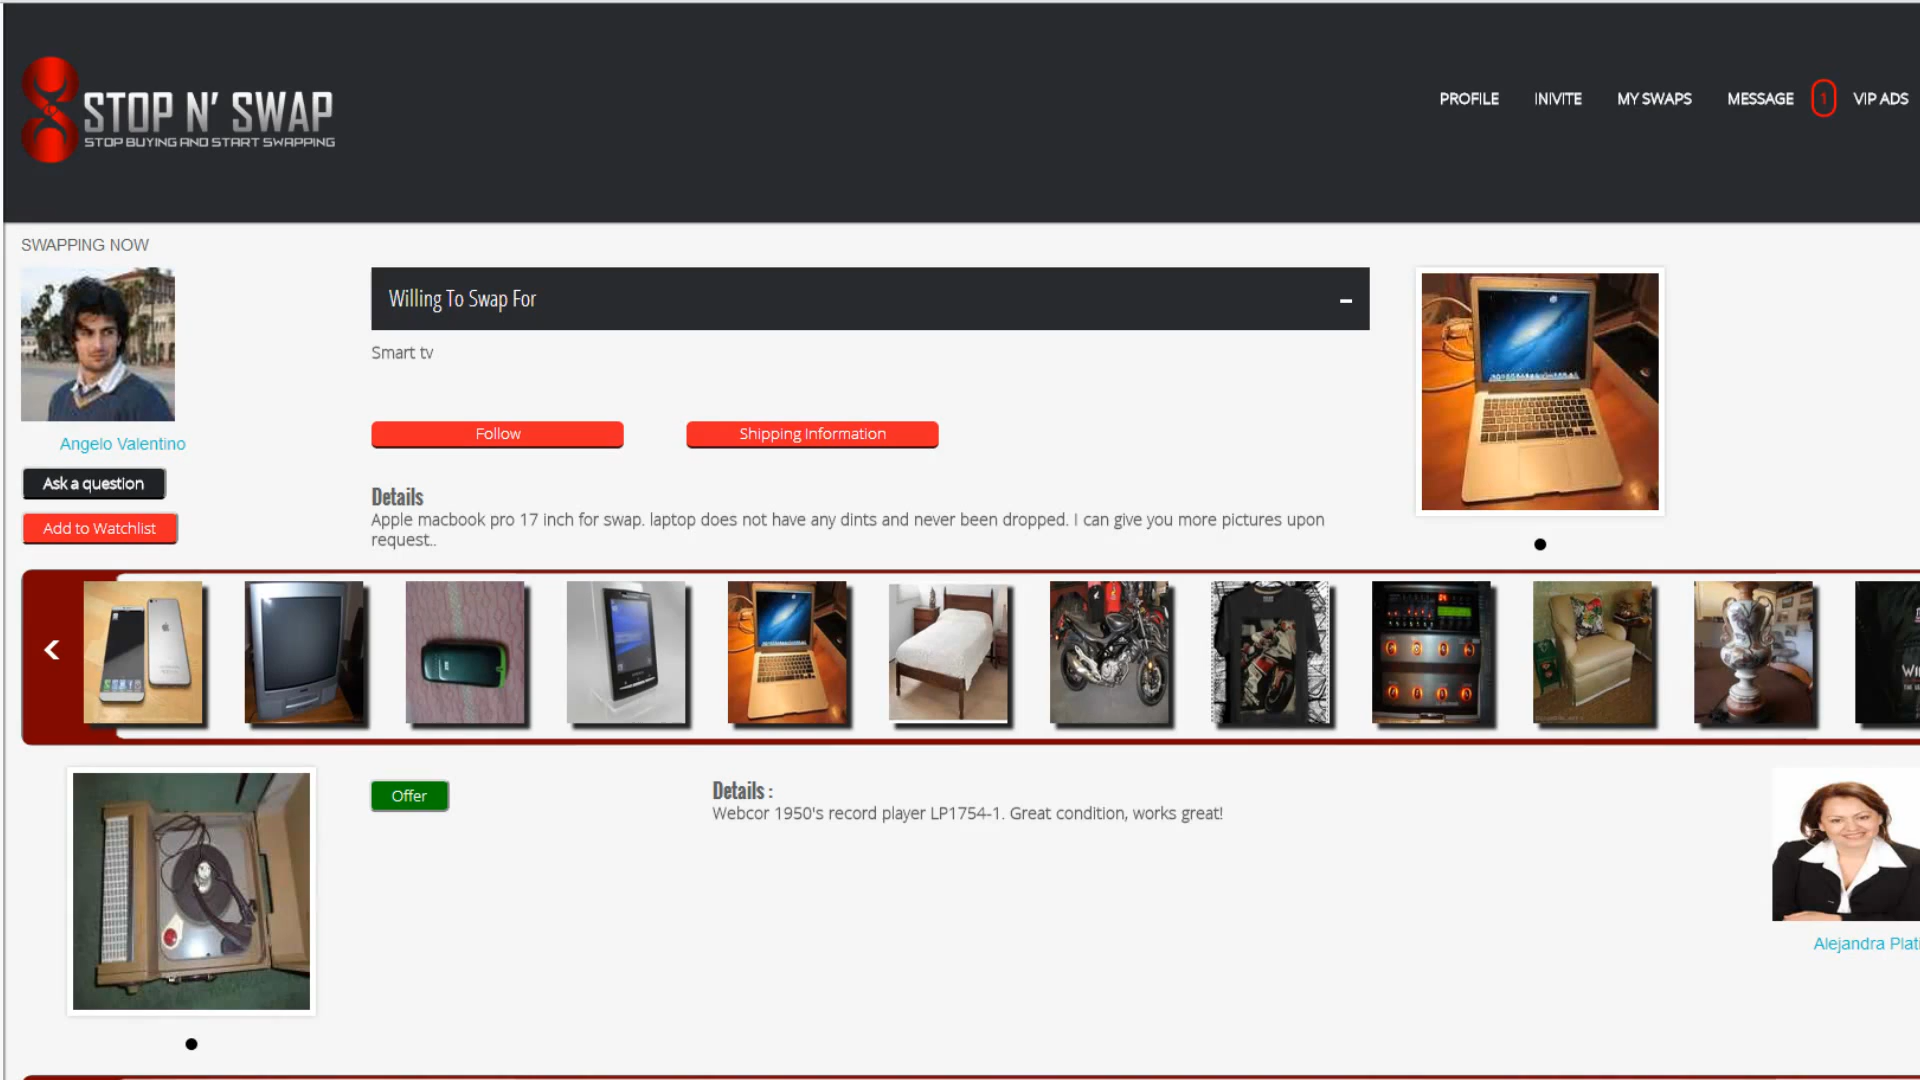 STOP N' SWAP
STOP BUYING AND START SWAPPING
PROFILE
INIVITE
MY SWAPS
MESSAGE
1
VIP ADS
SWAPPING NOW
Willing To Swap For
Smart tv
Angelo Valentino
Follow
Shipping Information
Ask a question
Add to Watchlist
Details
Apple macbook pro 17 inch for swap. laptop does not have any dints and never been dropped. I can give you more pictures upon
request..
Offer
Details :
Webcor 1950's record player LP1754-1. Great condition, works great!
Alejandra Plati